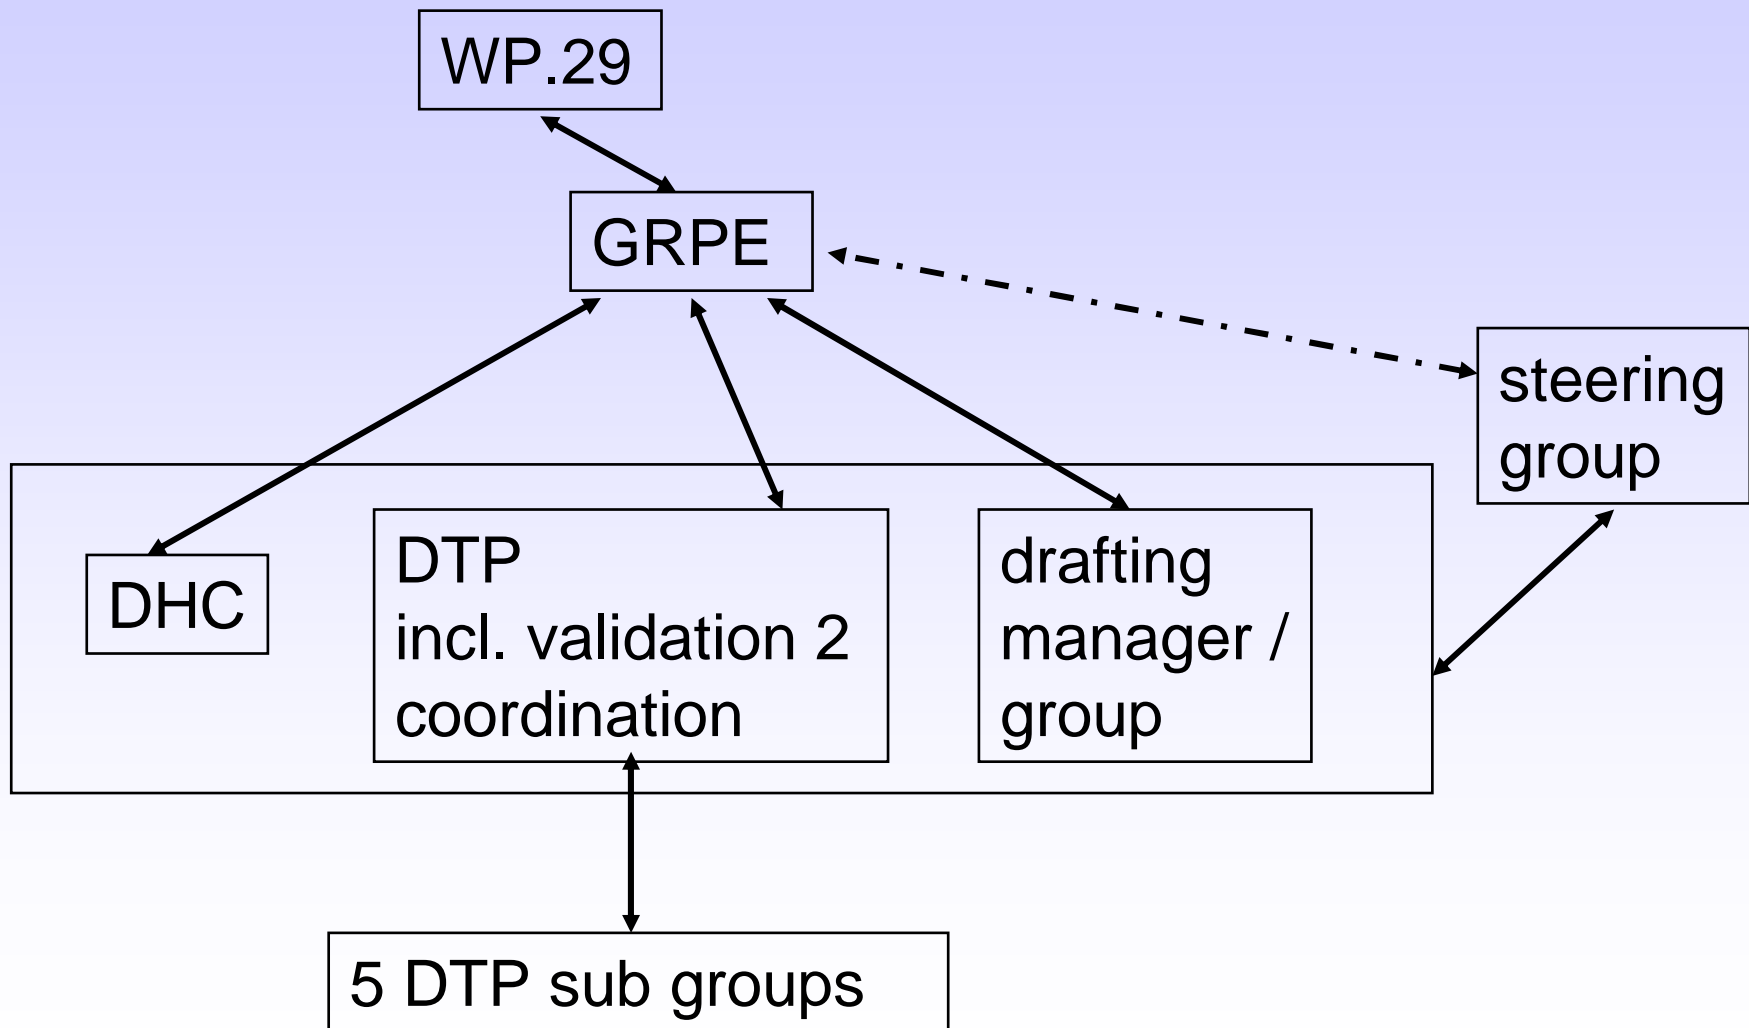 WP.29
GRPE
steering
group
DHC
DTP
incl. validation 2
coordination
drafting
manager /
group
5 DTP sub groups